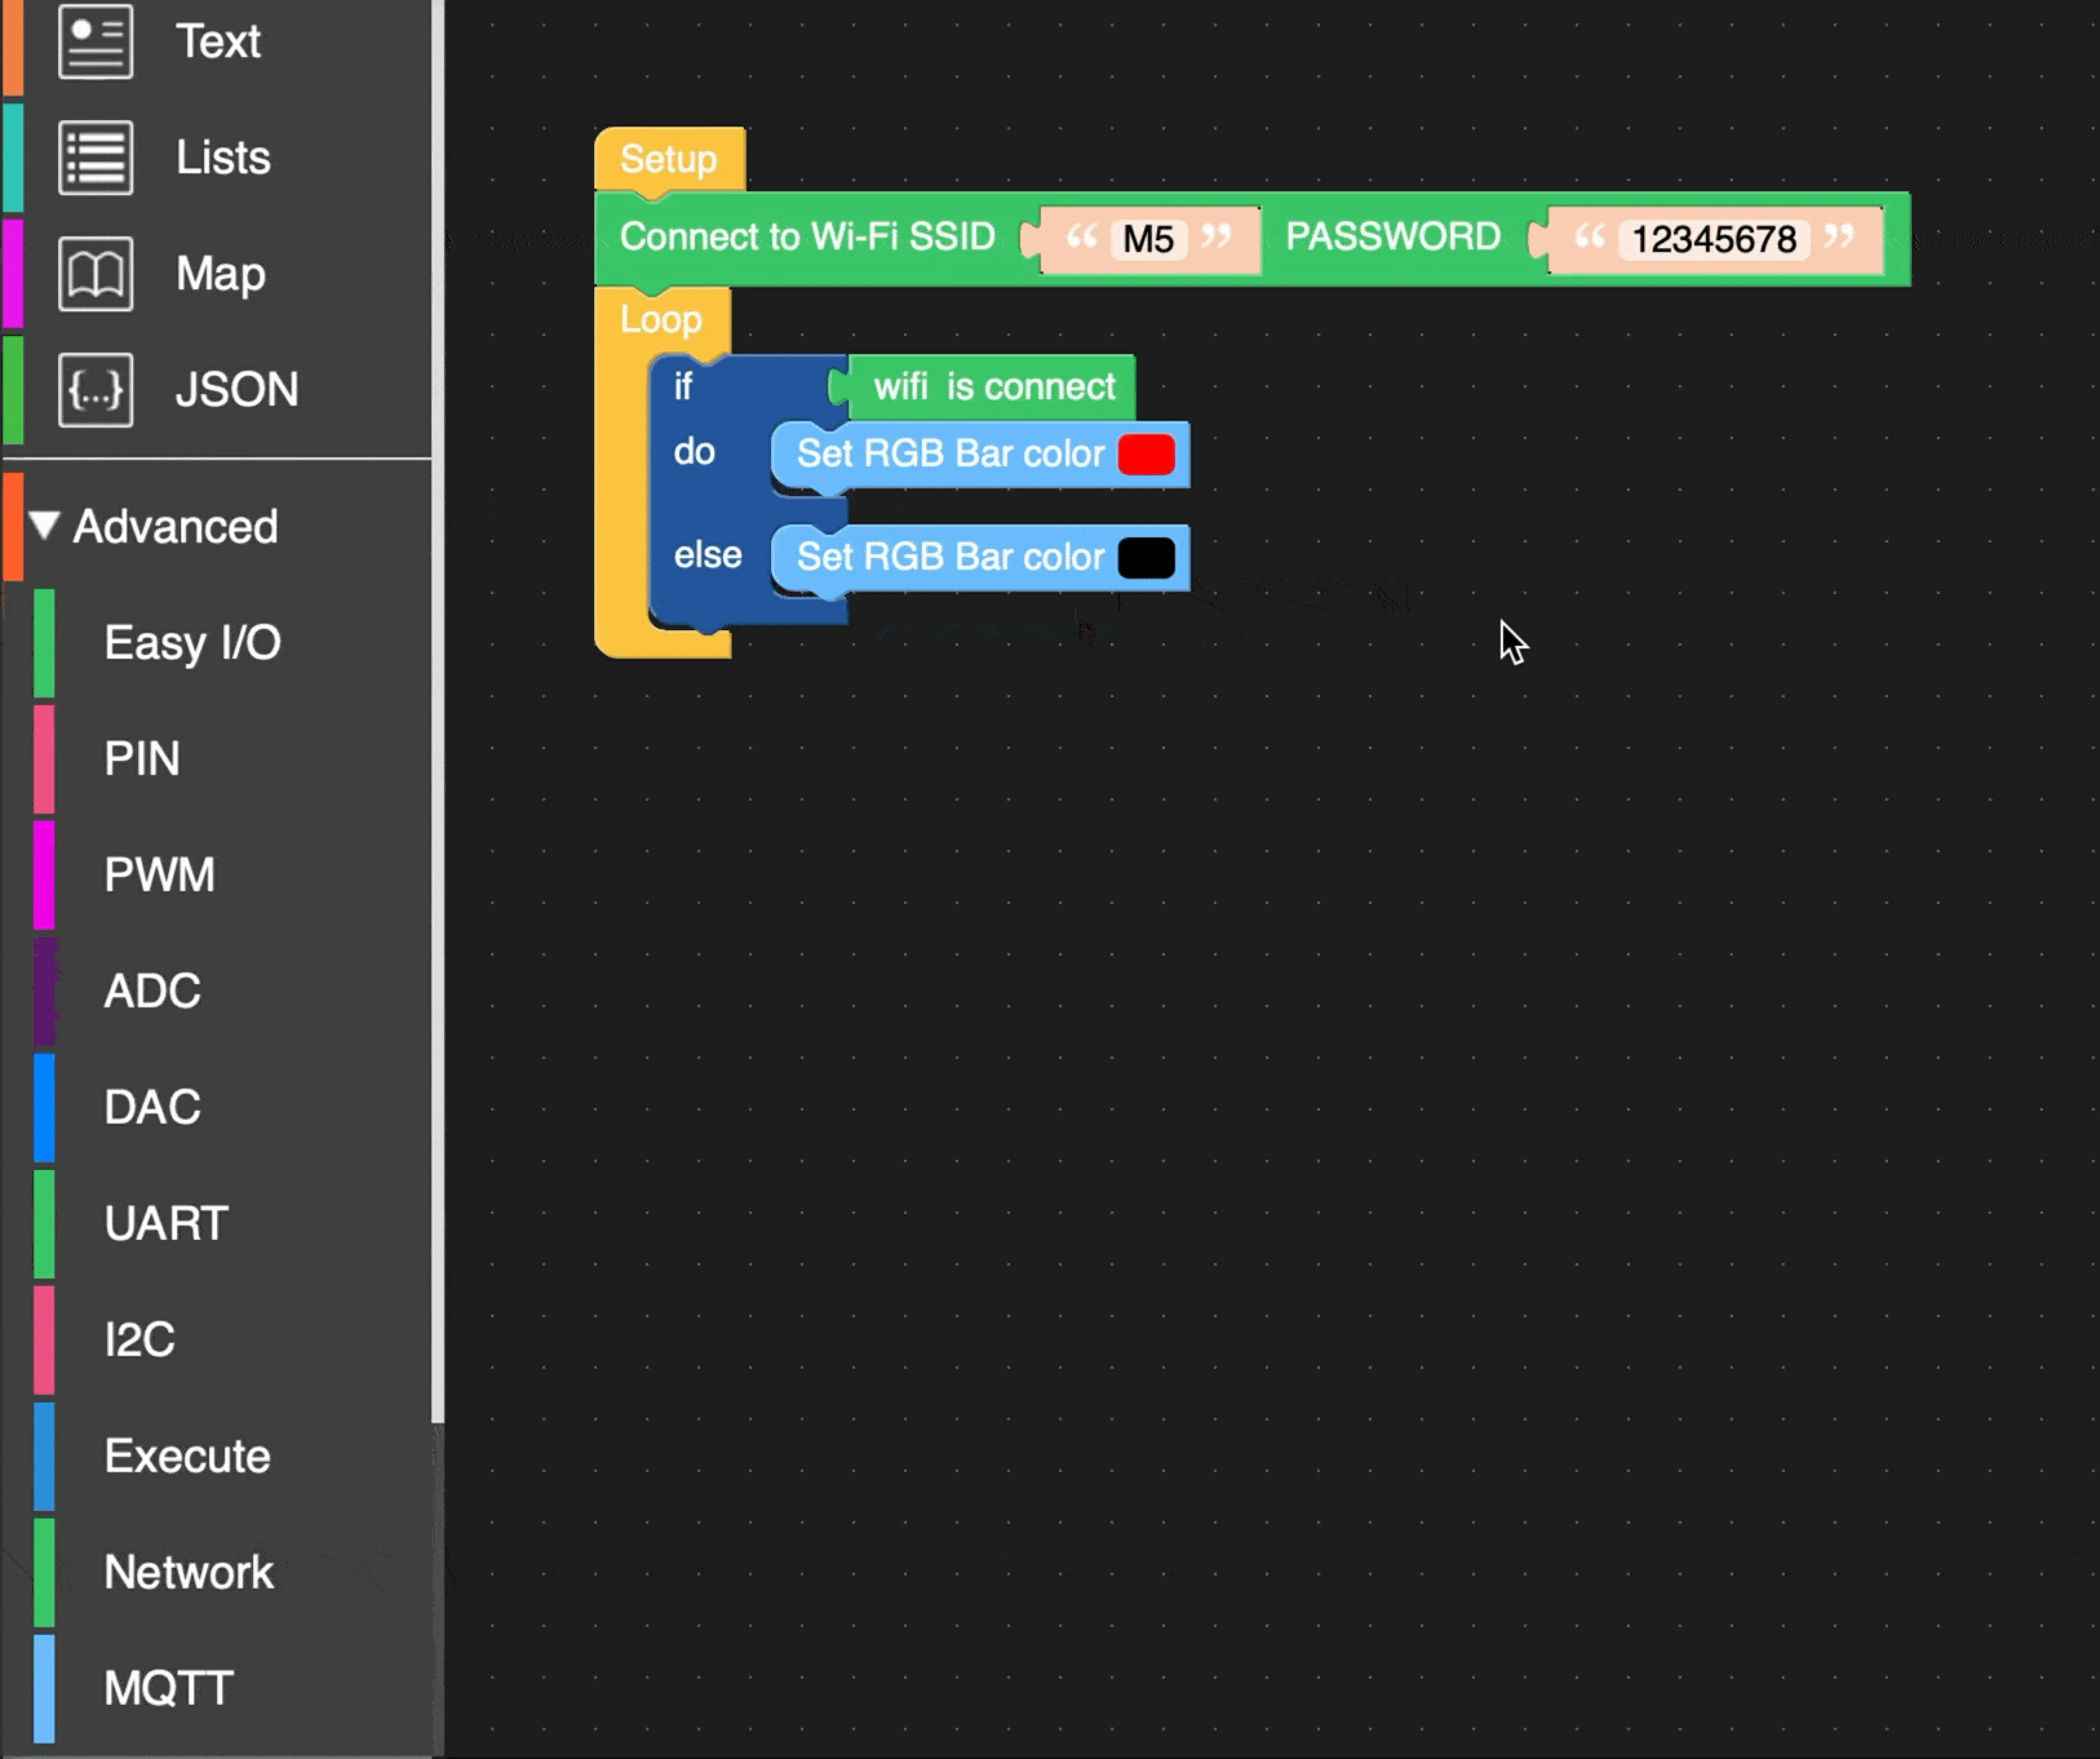 Text
Lists
Map
JSON
Advanced
Easy I/O
PIN
PWM
ADC
DAC
UART
I2C
Execute
Network
MQTT
Setup
Connect to Wi-Fi SSID “ M5 ” PASSWORD “ 12345678 ”
Loop
if wifi is connect
do Set RGB Bar color
else Set RGB Bar color